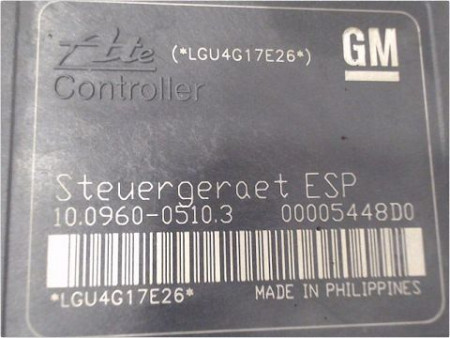 Ate (*LGU4G17E26*) GM
Controller
Steuergeraet ESP
10.0960-0510.3 00005448D0
*LGU4G17E26* MADE IN PHILIPPINES